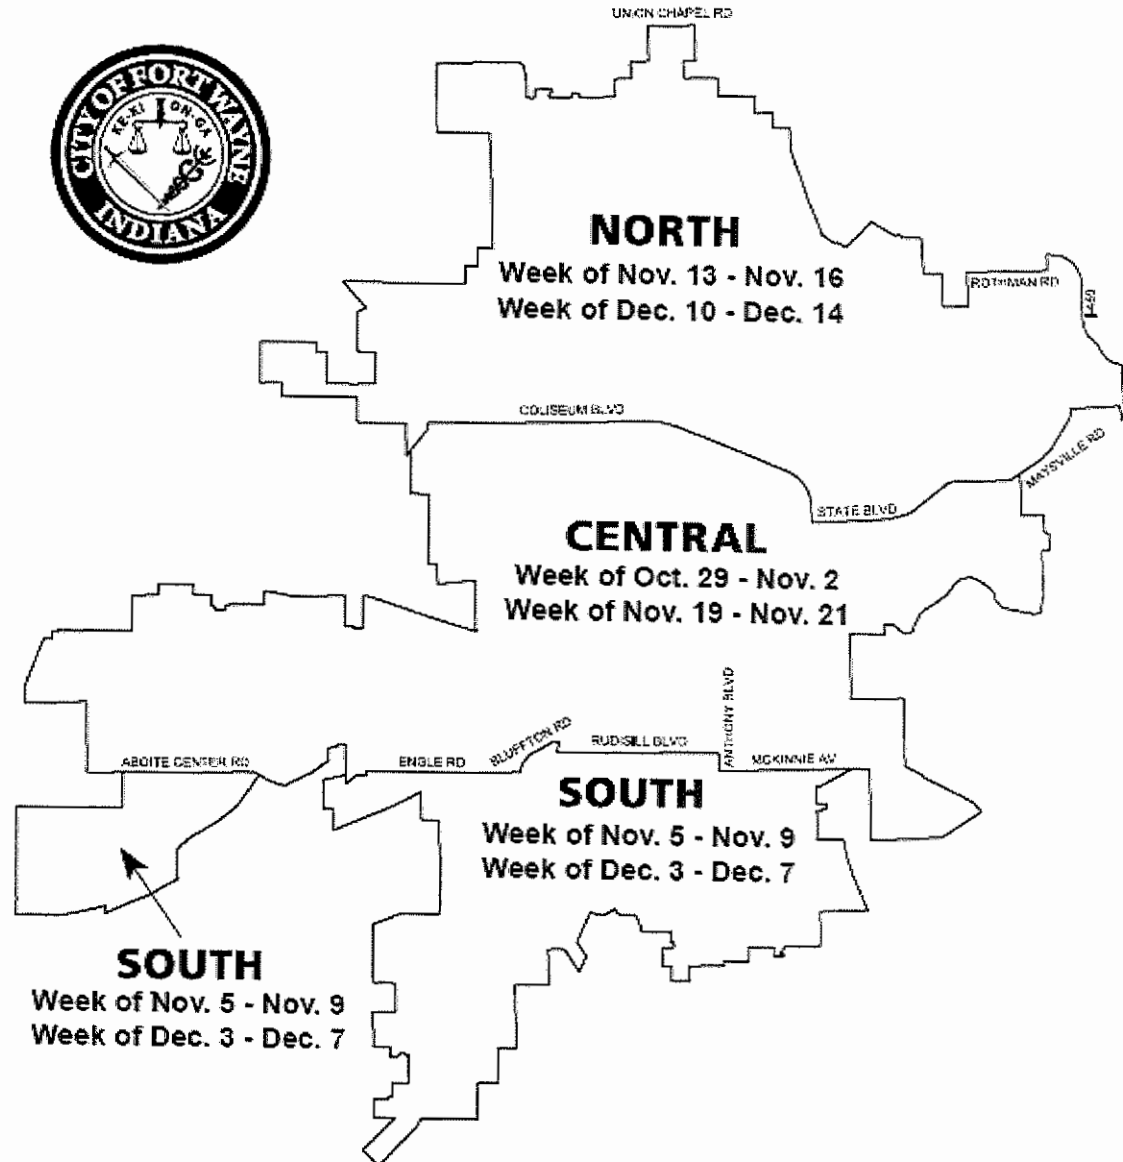 UNION CHAPEL RD
CITY OF FORT WAYNE
KE-KI ON-GA
INDIANA
NORTH
Week of Nov. 13 - Nov. 16
Week of Dec. 10 - Dec. 14
ROTHMAN RD
I-469
COLISEUM BLVD
MAYSVILLE RD
STATE BLVD
CENTRAL
Week of Oct. 29 - Nov. 2
Week of Nov. 19 - Nov. 21
ANTHONY BLVD
BLUFFTON RD
RUDISILL BLVD
ABOITE CENTER RD
ENGLE RD
MCKINNIE AV
SOUTH
Week of Nov. 5 - Nov. 9
Week of Dec. 3 - Dec. 7
SOUTH
Week of Nov. 5 - Nov. 9
Week of Dec. 3 - Dec. 7